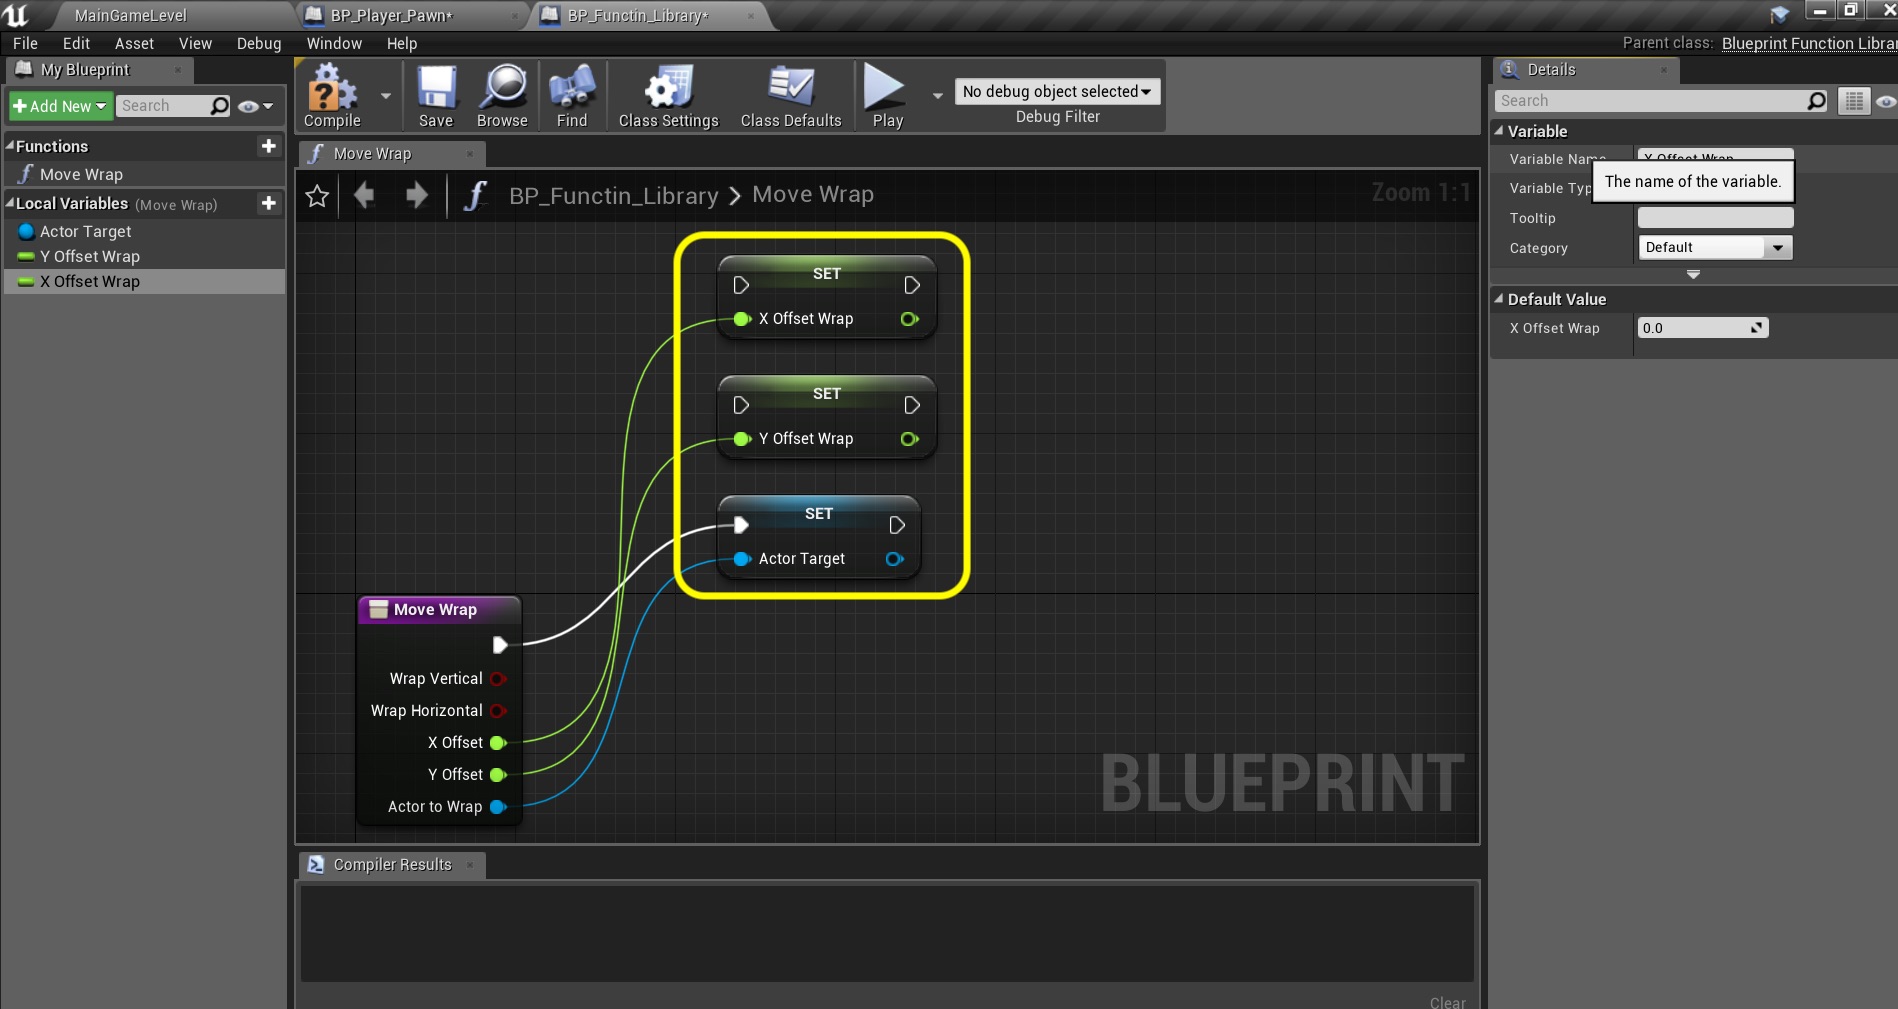 MainGameLevel
BP_Player_Pawn*
BP_Functin_Library*
File Edit Asset View Debug Window Help
Parent class: Blueprint Function Librar
My Blueprint
Add New
Search
Functions
Move Wrap
Local Variables (Move Wrap)
Actor Target
Y Offset Wrap
X Offset Wrap
Compile
Save
Browse
Find
Class Settings
Class Defaults
Play
No debug object selected
Debug Filter
Move Wrap
BP_Functin_Library > Move Wrap
Zoom 1:1
SET
X Offset Wrap
SET
Y Offset Wrap
SET
Actor Target
Move Wrap
Wrap Vertical
Wrap Horizontal
X Offset
Y Offset
Actor to Wrap
BLUEPRINT
Compiler Results
Clear
Details
Search
Variable
Variable Name X Offset Wrap
The name of the variable.
Variable Typ
Tooltip
Category Default
Default Value
X Offset Wrap 0.0